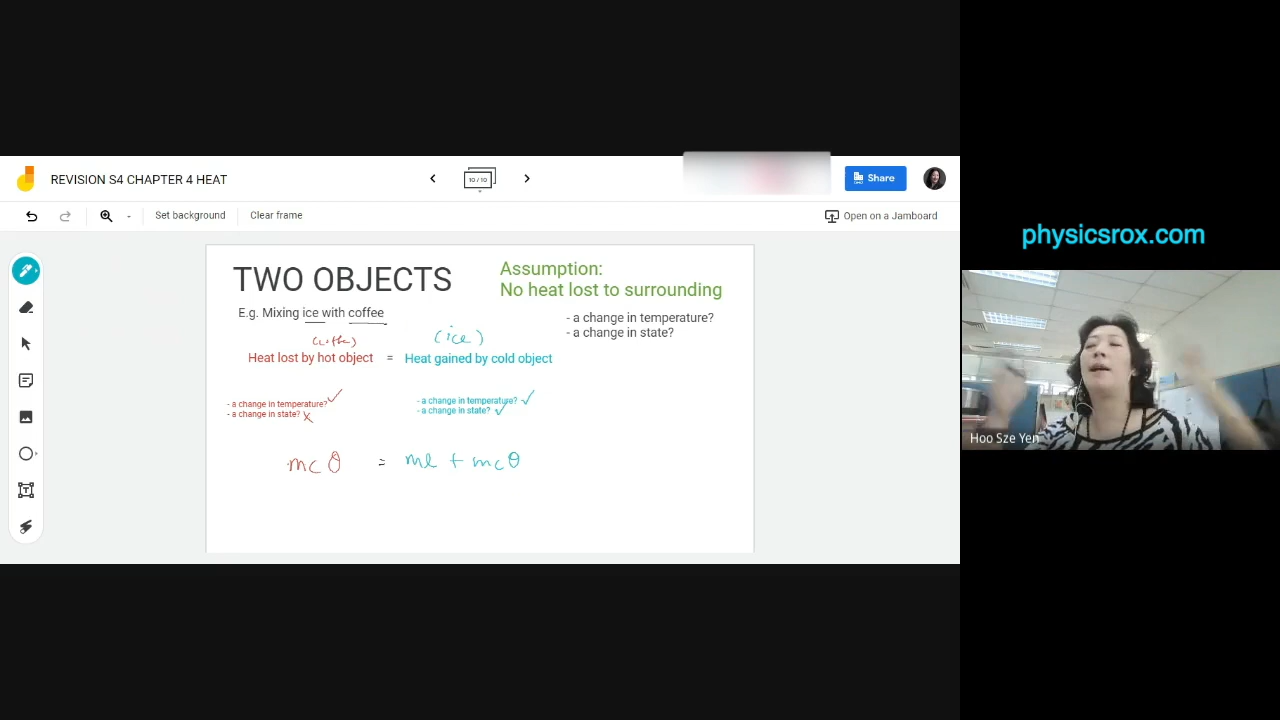 REVISION S4 CHAPTER 4 HEAT
10 / 10
Share
Set background
Clear frame
Open on a Jamboard
TWO OBJECTS
E.g. Mixing ice with coffee
Assumption:
No heat lost to surrounding
- a change in temperature?
- a change in state?
(coffee)
(ice)
Heat lost by hot object = Heat gained by cold object
- a change in temperature? ✓
- a change in state? x
- a change in temperature? ✓
- a change in state? ✓
mcθ = ml + mcθ
physicsrox.com
Hoo Sze Yen